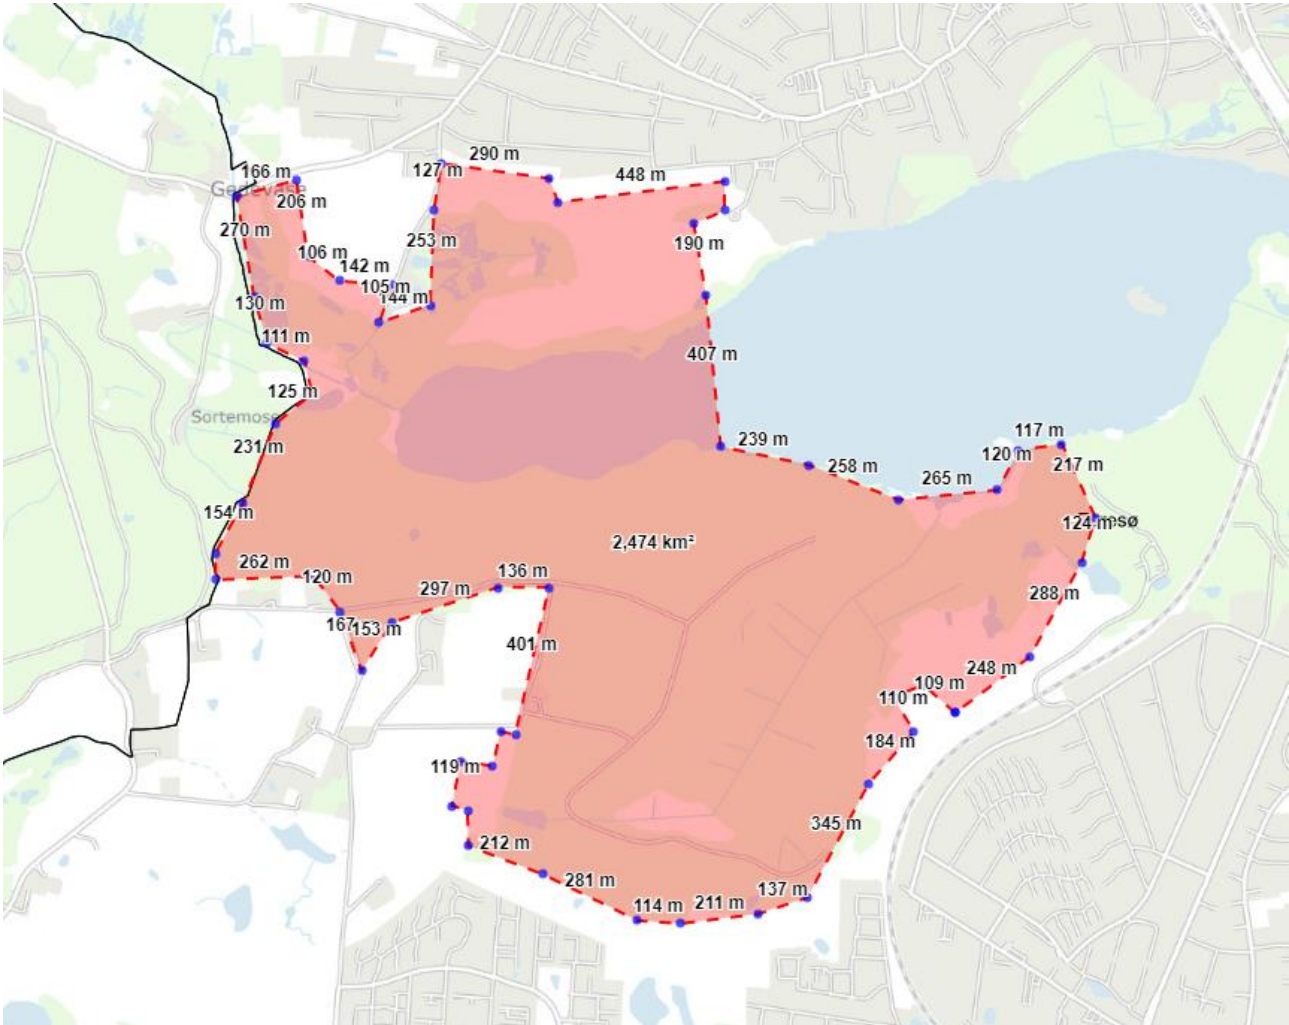 290 m
127 m
166 m
448 m
Gedevase
206 m
270 m
190 m
253 m
106 m
142 m
105 m
144 m
130 m
111 m
407 m
125 m
Sortemose
231 m
239 m
117 m
120 m
217 m
258 m
265 m
154 m
124 m
2,474 km²
262 m
120 m
136 m
297 m
288 m
167
153 m
401 m
248 m
109 m
110 m
184 m
119 m
345 m
212 m
281 m
137 m
114 m
211 m